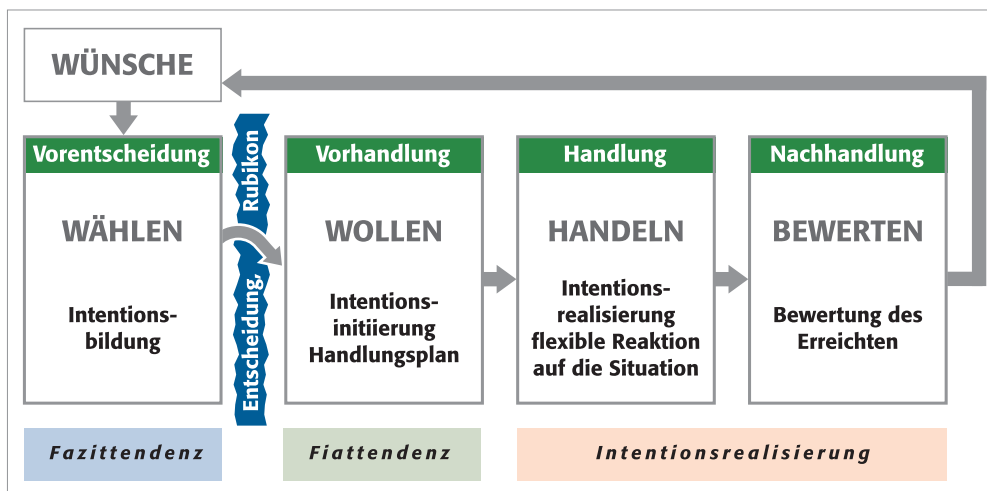 WÜNSCHE
Vorentscheidung
WÄHLEN
Intentions-
bildung
Entscheidung, Rubikon
Vorhandlung
WOLLEN
Intentions-
initiierung
Handlungsplan
Handlung
HANDELN
Intentions-
realisierung
flexible Reaktion
auf die Situation
Nachhandlung
BEWERTEN
Bewertung des
Erreichten
Fazittendenz
Fiattendenz
Intentionsrealisierung